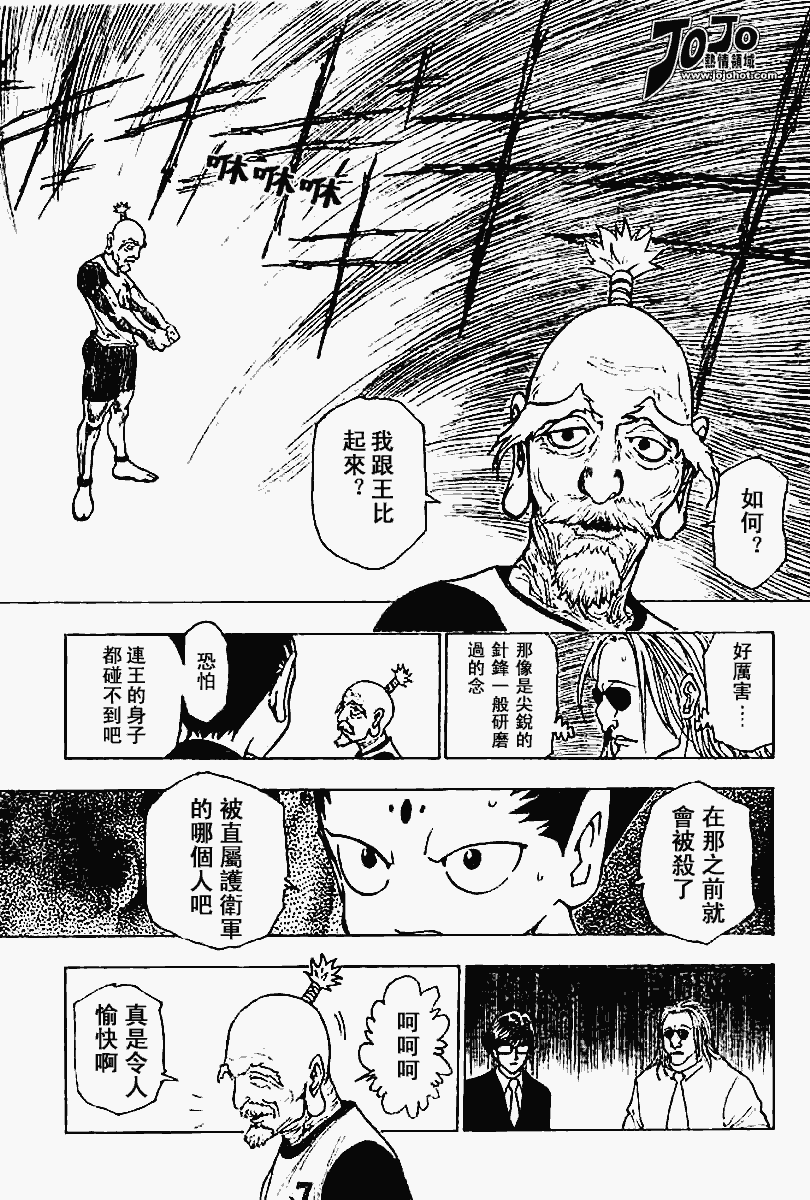 JOJO
熱情領域
www.jojohot.com
咻咻咻
如何？
我跟王比
起來？
好厲害‥‥
那像是尖銳的
針鋒一般研磨
過的念
恐怕
連王的身子
都碰不到吧
在那之前就
會被殺了
被直屬護衛軍
的哪個人吧
呵呵呵
真是令人
愉快啊
7